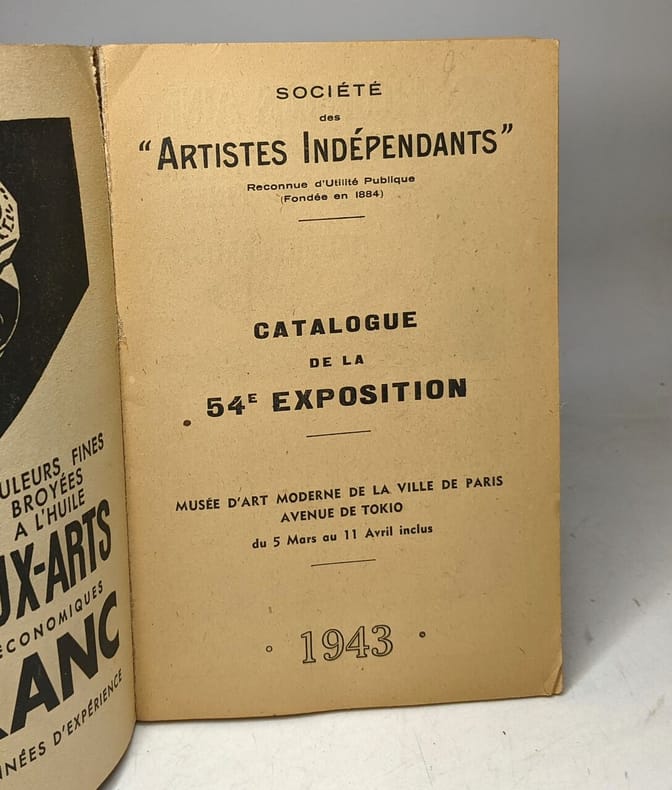 SOCIÉTÉ
des
"ARTISTES INDÉPENDANTS"
Reconnue d'Utilité Publique
(Fondée en 1884)
CATALOGUE
DE LA
54E EXPOSITION
MUSÉE D'ART MODERNE DE LA VILLE DE PARIS
AVENUE DE TOKIO
du 5 Mars au 11 Avril inclus
1943
ULEURS FINES
BROYÉES
A L'HUILE
UX-ARTS
ÉCONOMIQUES
ANC
NNÉES D'EXPÉRIENCE